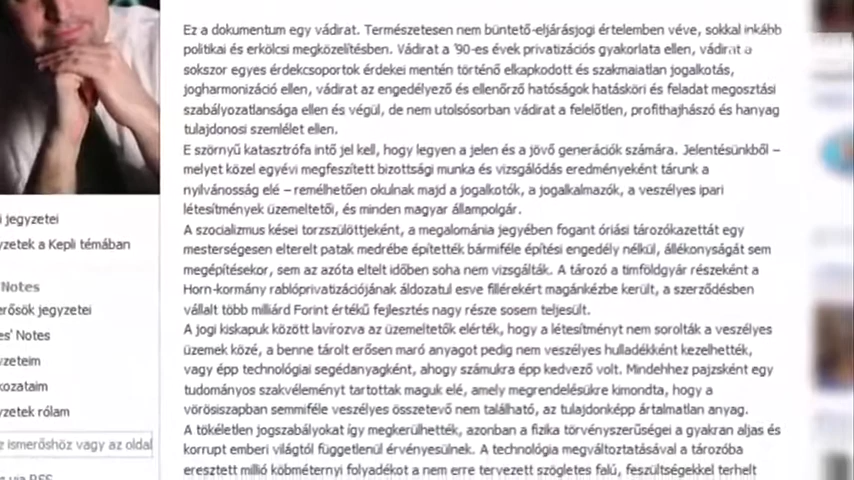 Ez a dokumentum egy vádirat. Természetesen nem büntető-eljárásjogi értelemben véve, sokkal inkább
politikai és erkölcsi megközelítésben. Vádirat a '90-es évek privatizációs gyakorlata ellen, vádirat a
sokszor egyes érdekcsoportok érdekei mentén történő elkapkodott és szakmaiatlan jogalkotás,
jogharmonizáció ellen, vádirat az engedélyező és ellenőrző hatóságok hatásköri és feladat megosztási
szabályozatlansága ellen és végül, de nem utolsósorban vádirat a felelőtlen, profithajhászó és hanyag
tulajdonosi szemlélet ellen.
E szörnyű katasztrófa intő jel kell, hogy legyen a jelen és a jövő generációk számára. Jelentésünkből –
melyet közel egyévi megfeszített bizottsági munka és vizsgálódás eredményeként tárunk a
nyilvánosság elé – remélhetően okulnak majd a jogalkotók, a jogalkalmazók, a veszélyes ipari
létesítmények üzemeltetői, és minden magyar állampolgár.
A szocializmus kései torzszülöttjeként, a megalománia jegyében fogant óriási tározókazettát egy
mesterségesen elterelt patak medrébe építették bármiféle építési engedély nélkül, állékonyságát sem
megépítésekor, sem az azóta eltelt időben soha nem vizsgálták. A tározó a timföldgyár részeként a
Horn-kormány rablóprivatizációjának áldozatul esve fillérekért magánkézbe került, a szerződésben
vállalt több milliárd Forint értékű fejlesztés nagy része sosem teljesült.
A jogi kiskapuk között lavírozva az üzemeltetők elérték, hogy a létesítményt nem sorolták a veszélyes
üzemek közé, a benne tárolt erősen maró anyagot pedig nem veszélyes hulladékként kezelhették,
vagy épp technológiai segédanyagként, ahogy számukra épp kedvező volt. Mindehhez pajzsként egy
tudományos szakvéleményt tartottak maguk elé, amely megrendelésükre kimondta, hogy a
vörösiszapban semmiféle veszélyes összetevő nem található, az tulajdonképp ártalmatlan anyag.
A tökéletlen jogszabályokat így megkerülhették, azonban a fizika törvényszerűségei a gyakran aljas és
korrupt emberi világtól függetlenül érvényesülnek. A technológia megváltoztatásával a tározóba
eresztett millió köbméternyi folyadékot a nem erre tervezett szögletes falú, feszültségekkel terhelt
i jegyzetei
yzetek a Kepli témában
Notes
erősök jegyzetei
es' Notes
yzeteim
kozataim
yzetek rólam
z ismerőshöz vagy az oldal